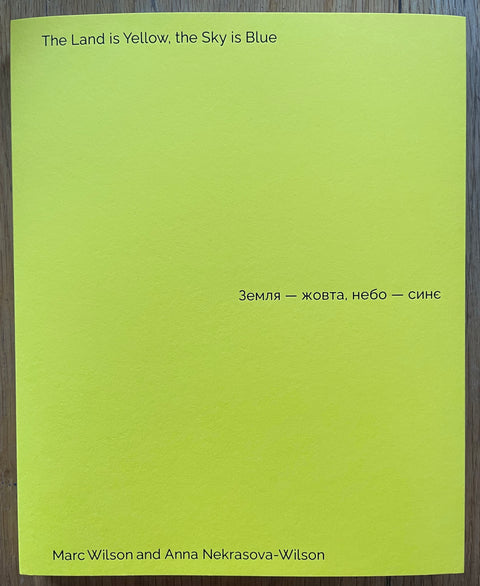 The Land is Yellow, the Sky is Blue
Земля — жовта, небо — синє
Marc Wilson and Anna Nekrasova-Wilson